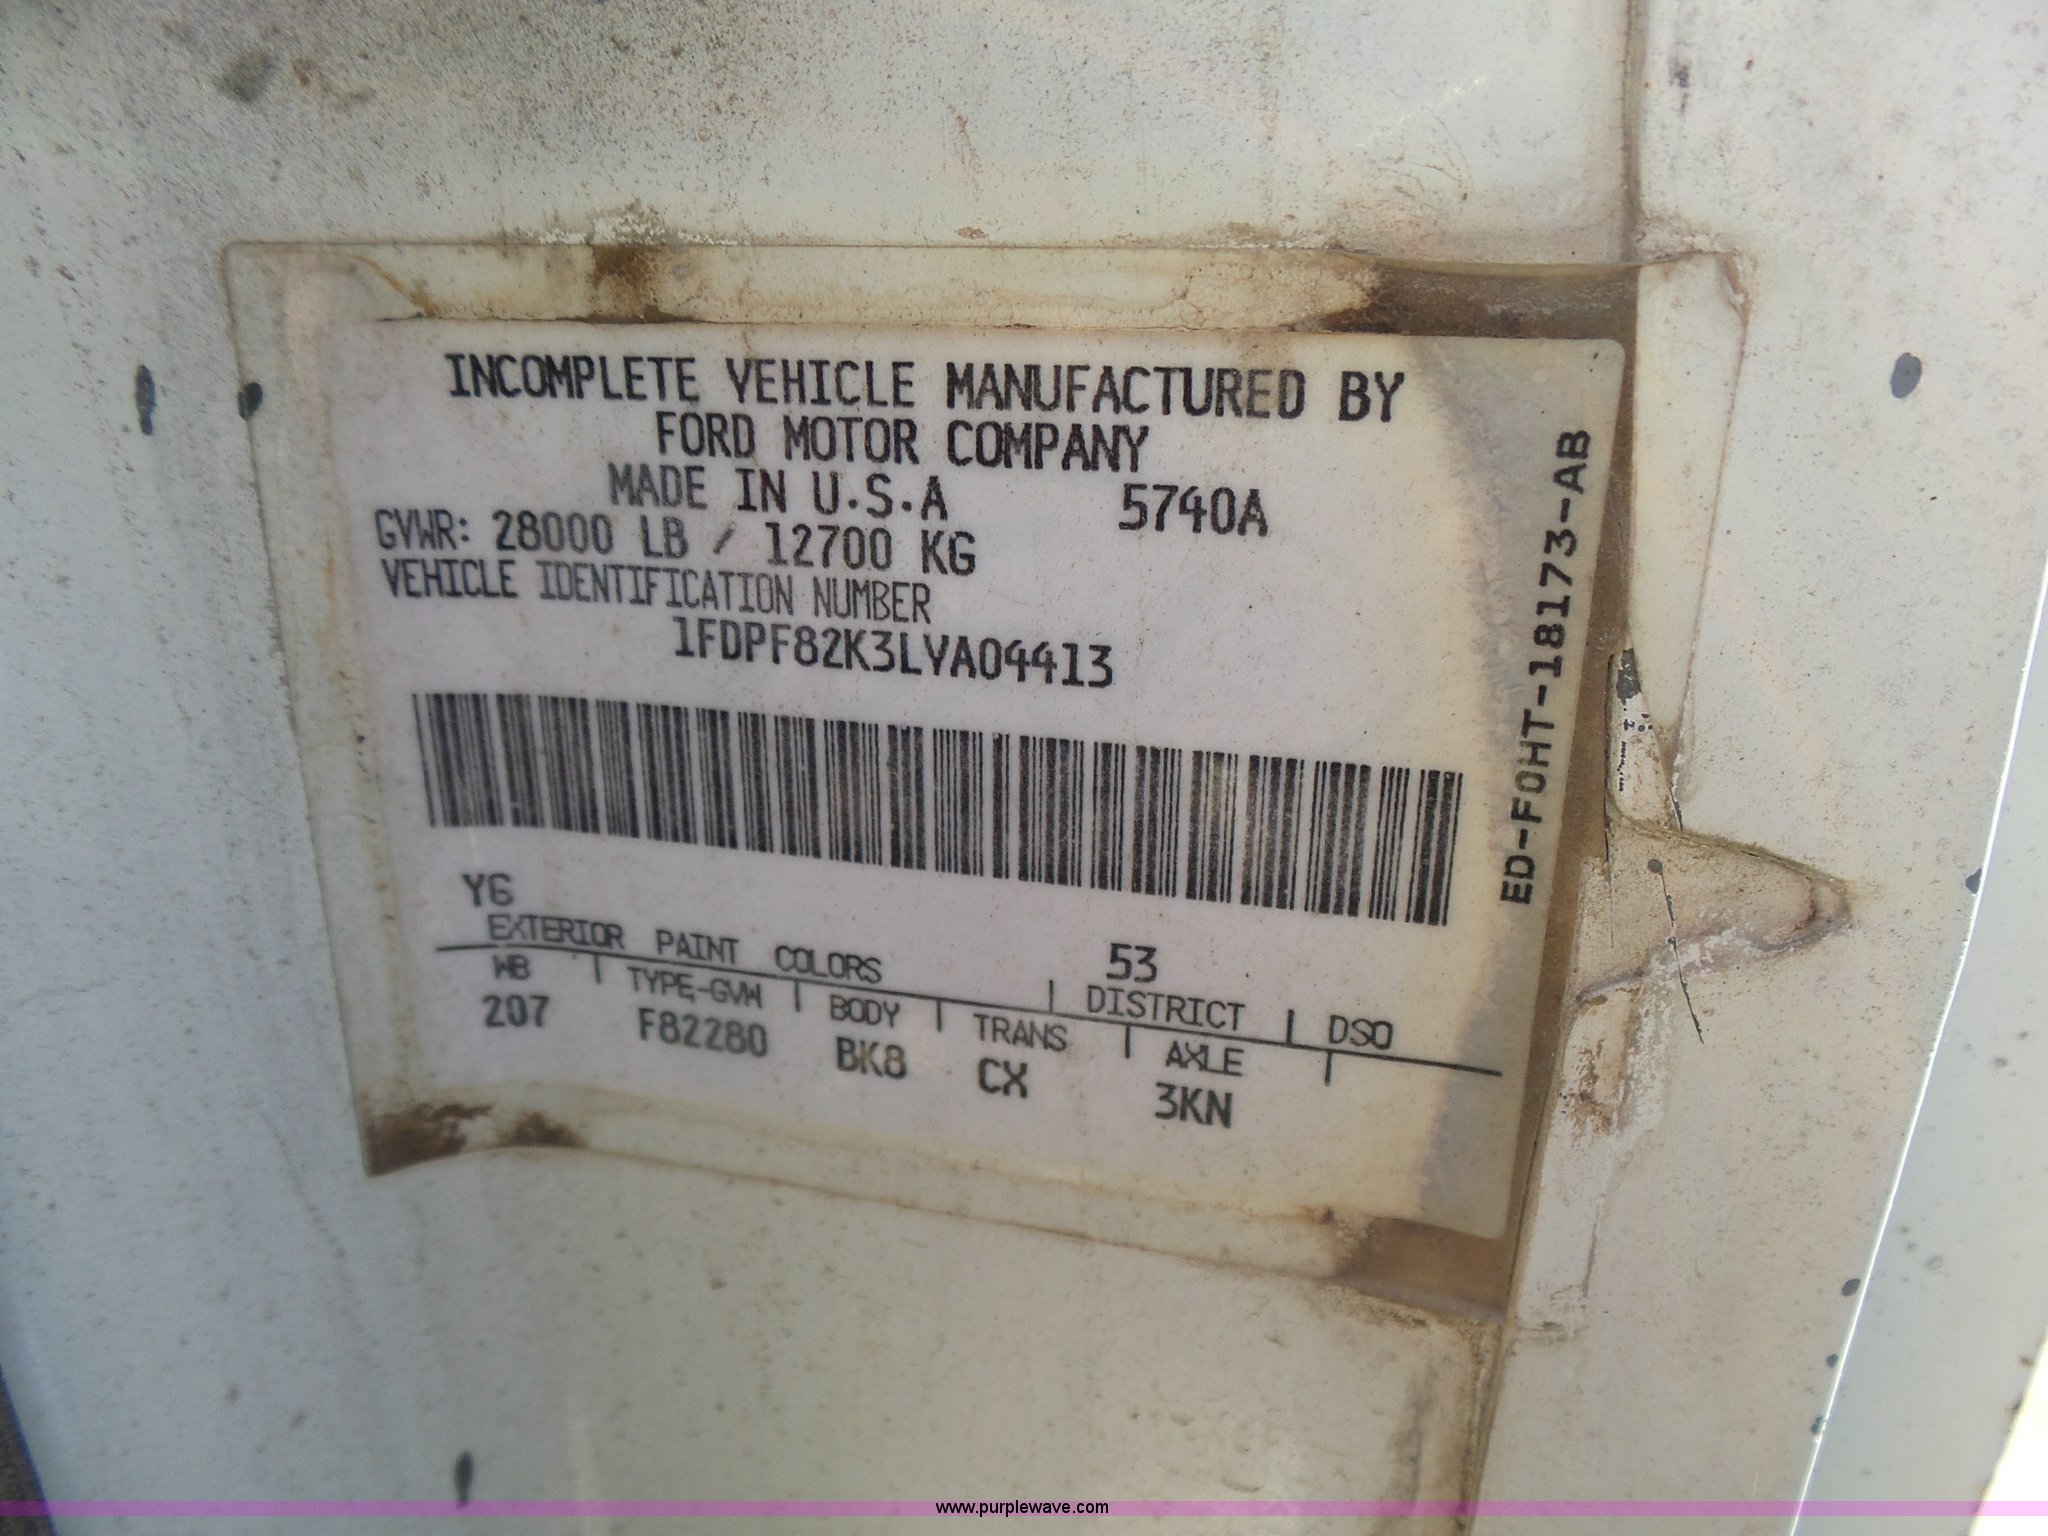 INCOMPLETE VEHICLE MANUFACTURED BY
FORD MOTOR COMPANY
MADE IN U.S.A 5740A
GVWR: 28000 LB / 12700 KG
VEHICLE IDENTIFICATION NUMBER
1FDPF82K3LVA04413
ED-F0HT-18173-AB
YG 53
EXTERIOR PAINT COLORS DISTRICT DSO
WB TYPE-GVW BODY TRANS AXLE
207 F82280 BK8 CX 3KN
www.purplewave.com